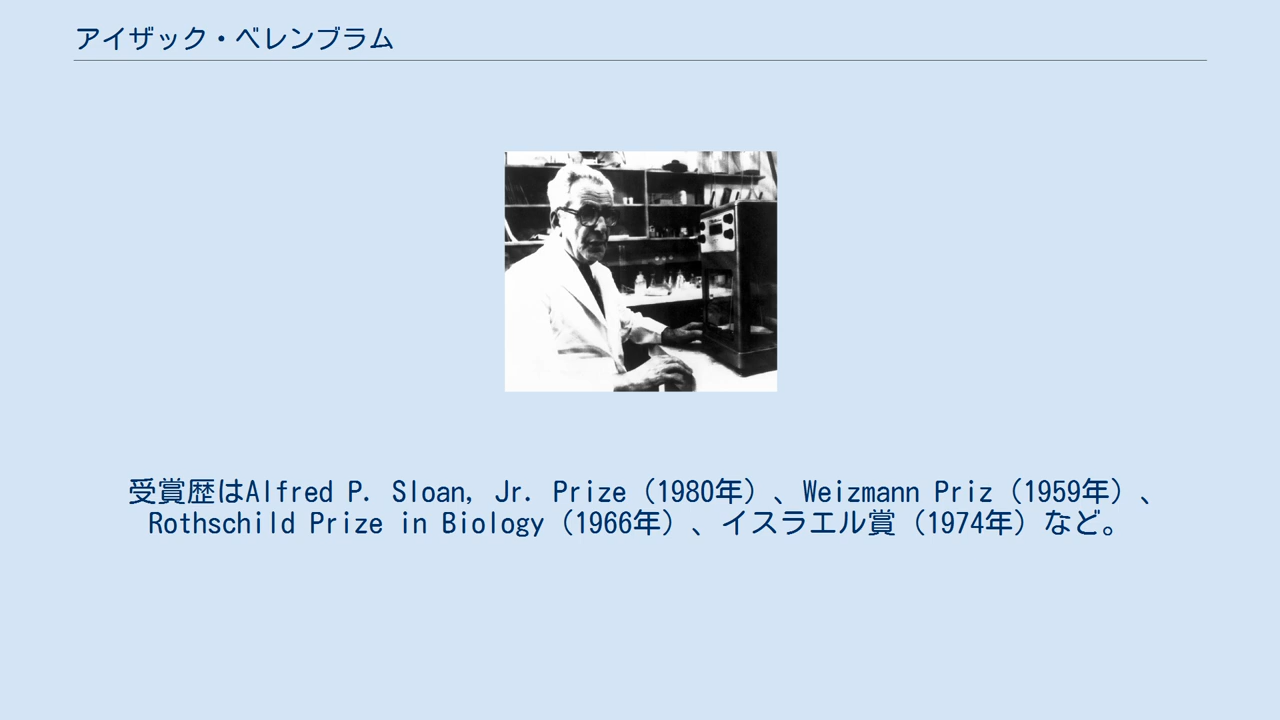 アイザック・ベレンブラム
受賞歴はAlfred P. Sloan, Jr. Prize（1980年）、Weizmann Priz（1959年）、
Rothschild Prize in Biology（1966年）、イスラエル賞（1974年）など。